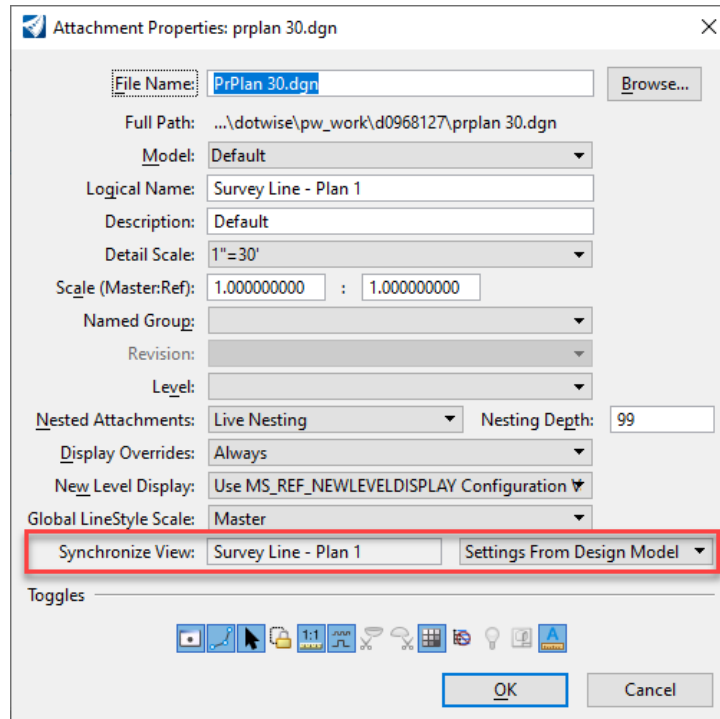 Attachment Properties: prplan 30.dgn
File Name: PrPlan 30.dgn Browse...
Full Path: ...\dotwise\pw_work\d0968127\prplan 30.dgn
Model: Default
Logical Name: Survey Line - Plan 1
Description: Default
Detail Scale: 1"=30'
Scale (Master:Ref): 1.000000000 : 1.000000000
Named Group:
Revision:
Level:
Nested Attachments: Live Nesting Nesting Depth: 99
Display Overrides: Always
New Level Display: Use MS_REF_NEWLEVELDISPLAY Configuration
Global LineStyle Scale: Master
Synchronize View: Survey Line - Plan 1 Settings From Design Model
Toggles
1:1 A
OK Cancel